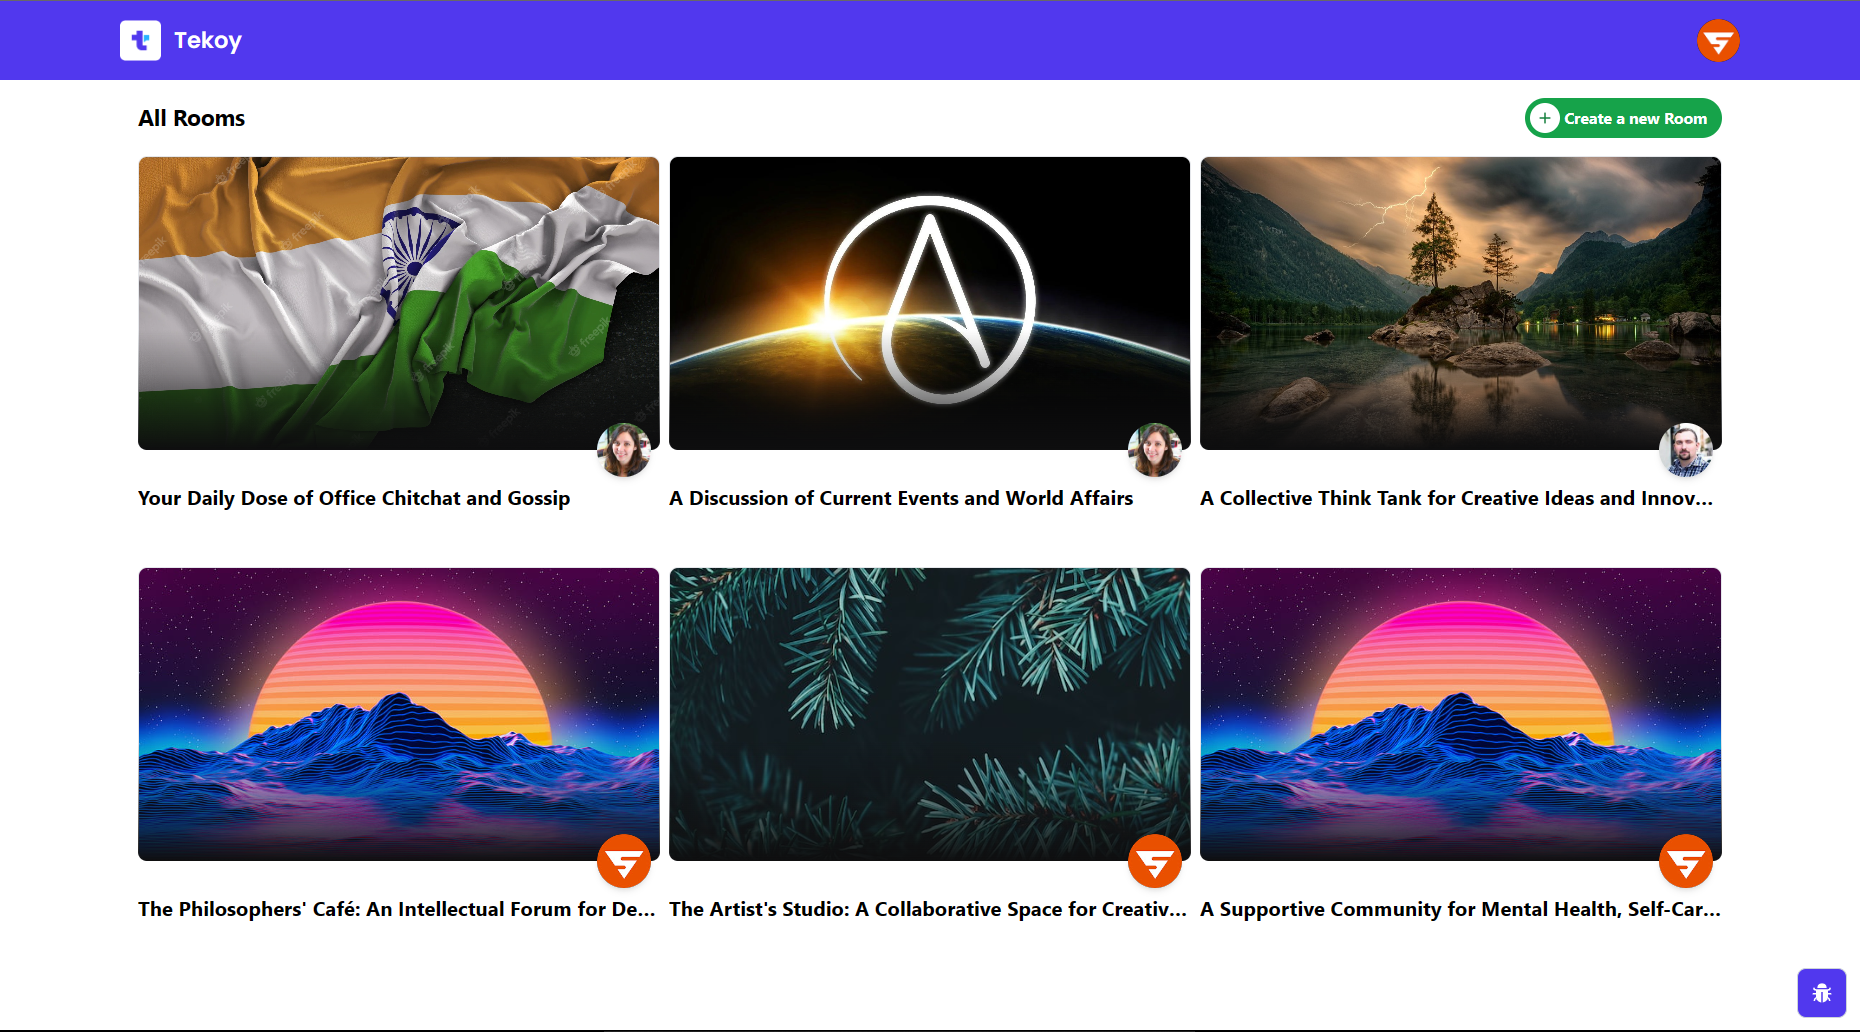 Tekoy
All Rooms
Create a new Room
freepik
Your Daily Dose of Office Chitchat and Gossip
A Discussion of Current Events and World Affairs
A Collective Think Tank for Creative Ideas and Innov...
The Philosophers' Café: An Intellectual Forum for De...
The Artist's Studio: A Collaborative Space for Creativ...
A Supportive Community for Mental Health, Self-Car...